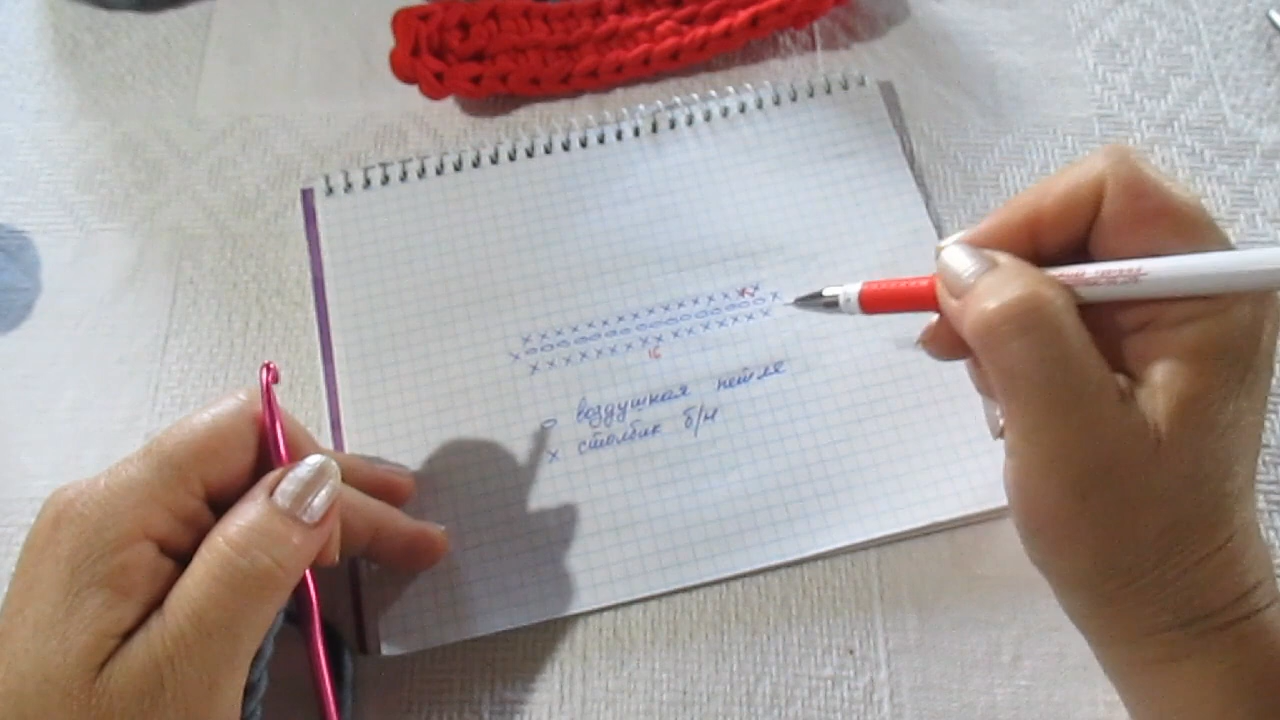 16
o воздушная петля
x столбик б/н